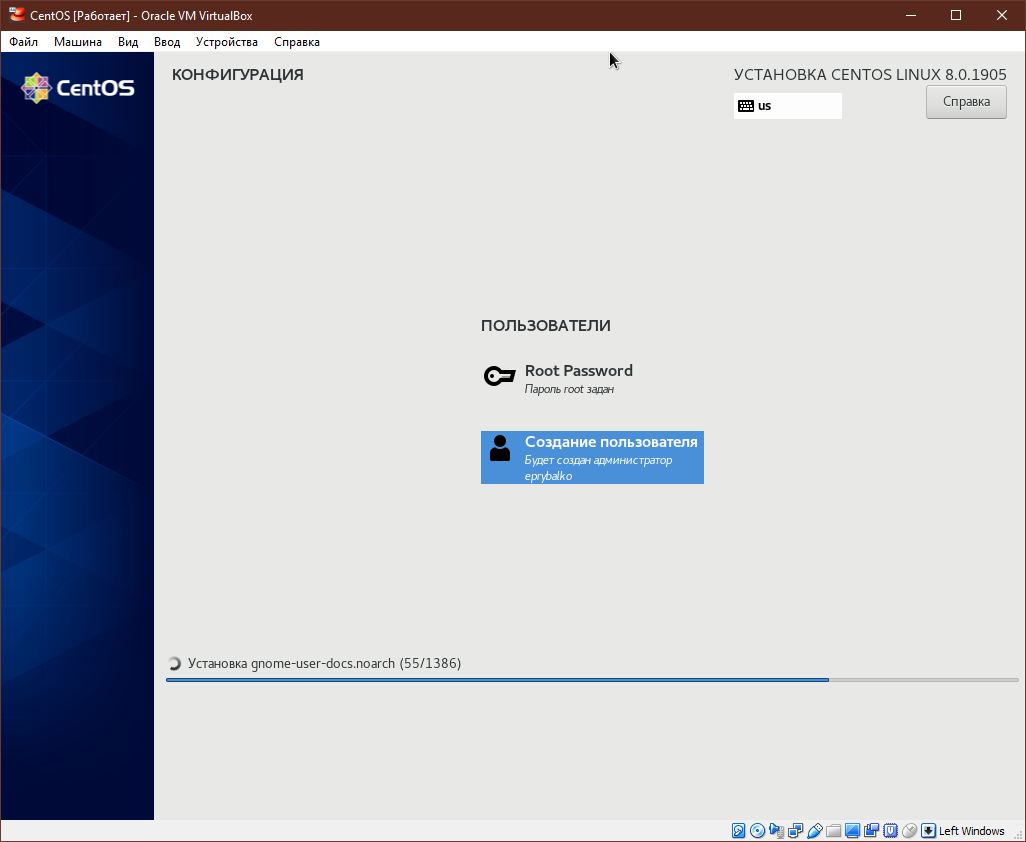 CentOS [Работает] - Oracle VM VirtualBox
Файл Машина Вид Ввод Устройства Справка
CentOS
КОНФИГУРАЦИЯ
УСТАНОВКА CENTOS LINUX 8.0.1905
us
Справка
ПОЛЬЗОВАТЕЛИ
Root Password
Пароль root задан
Создание пользователя
Будет создан администратор
eprybalko
Установка gnome-user-docs.noarch (55/1386)
Left Windows